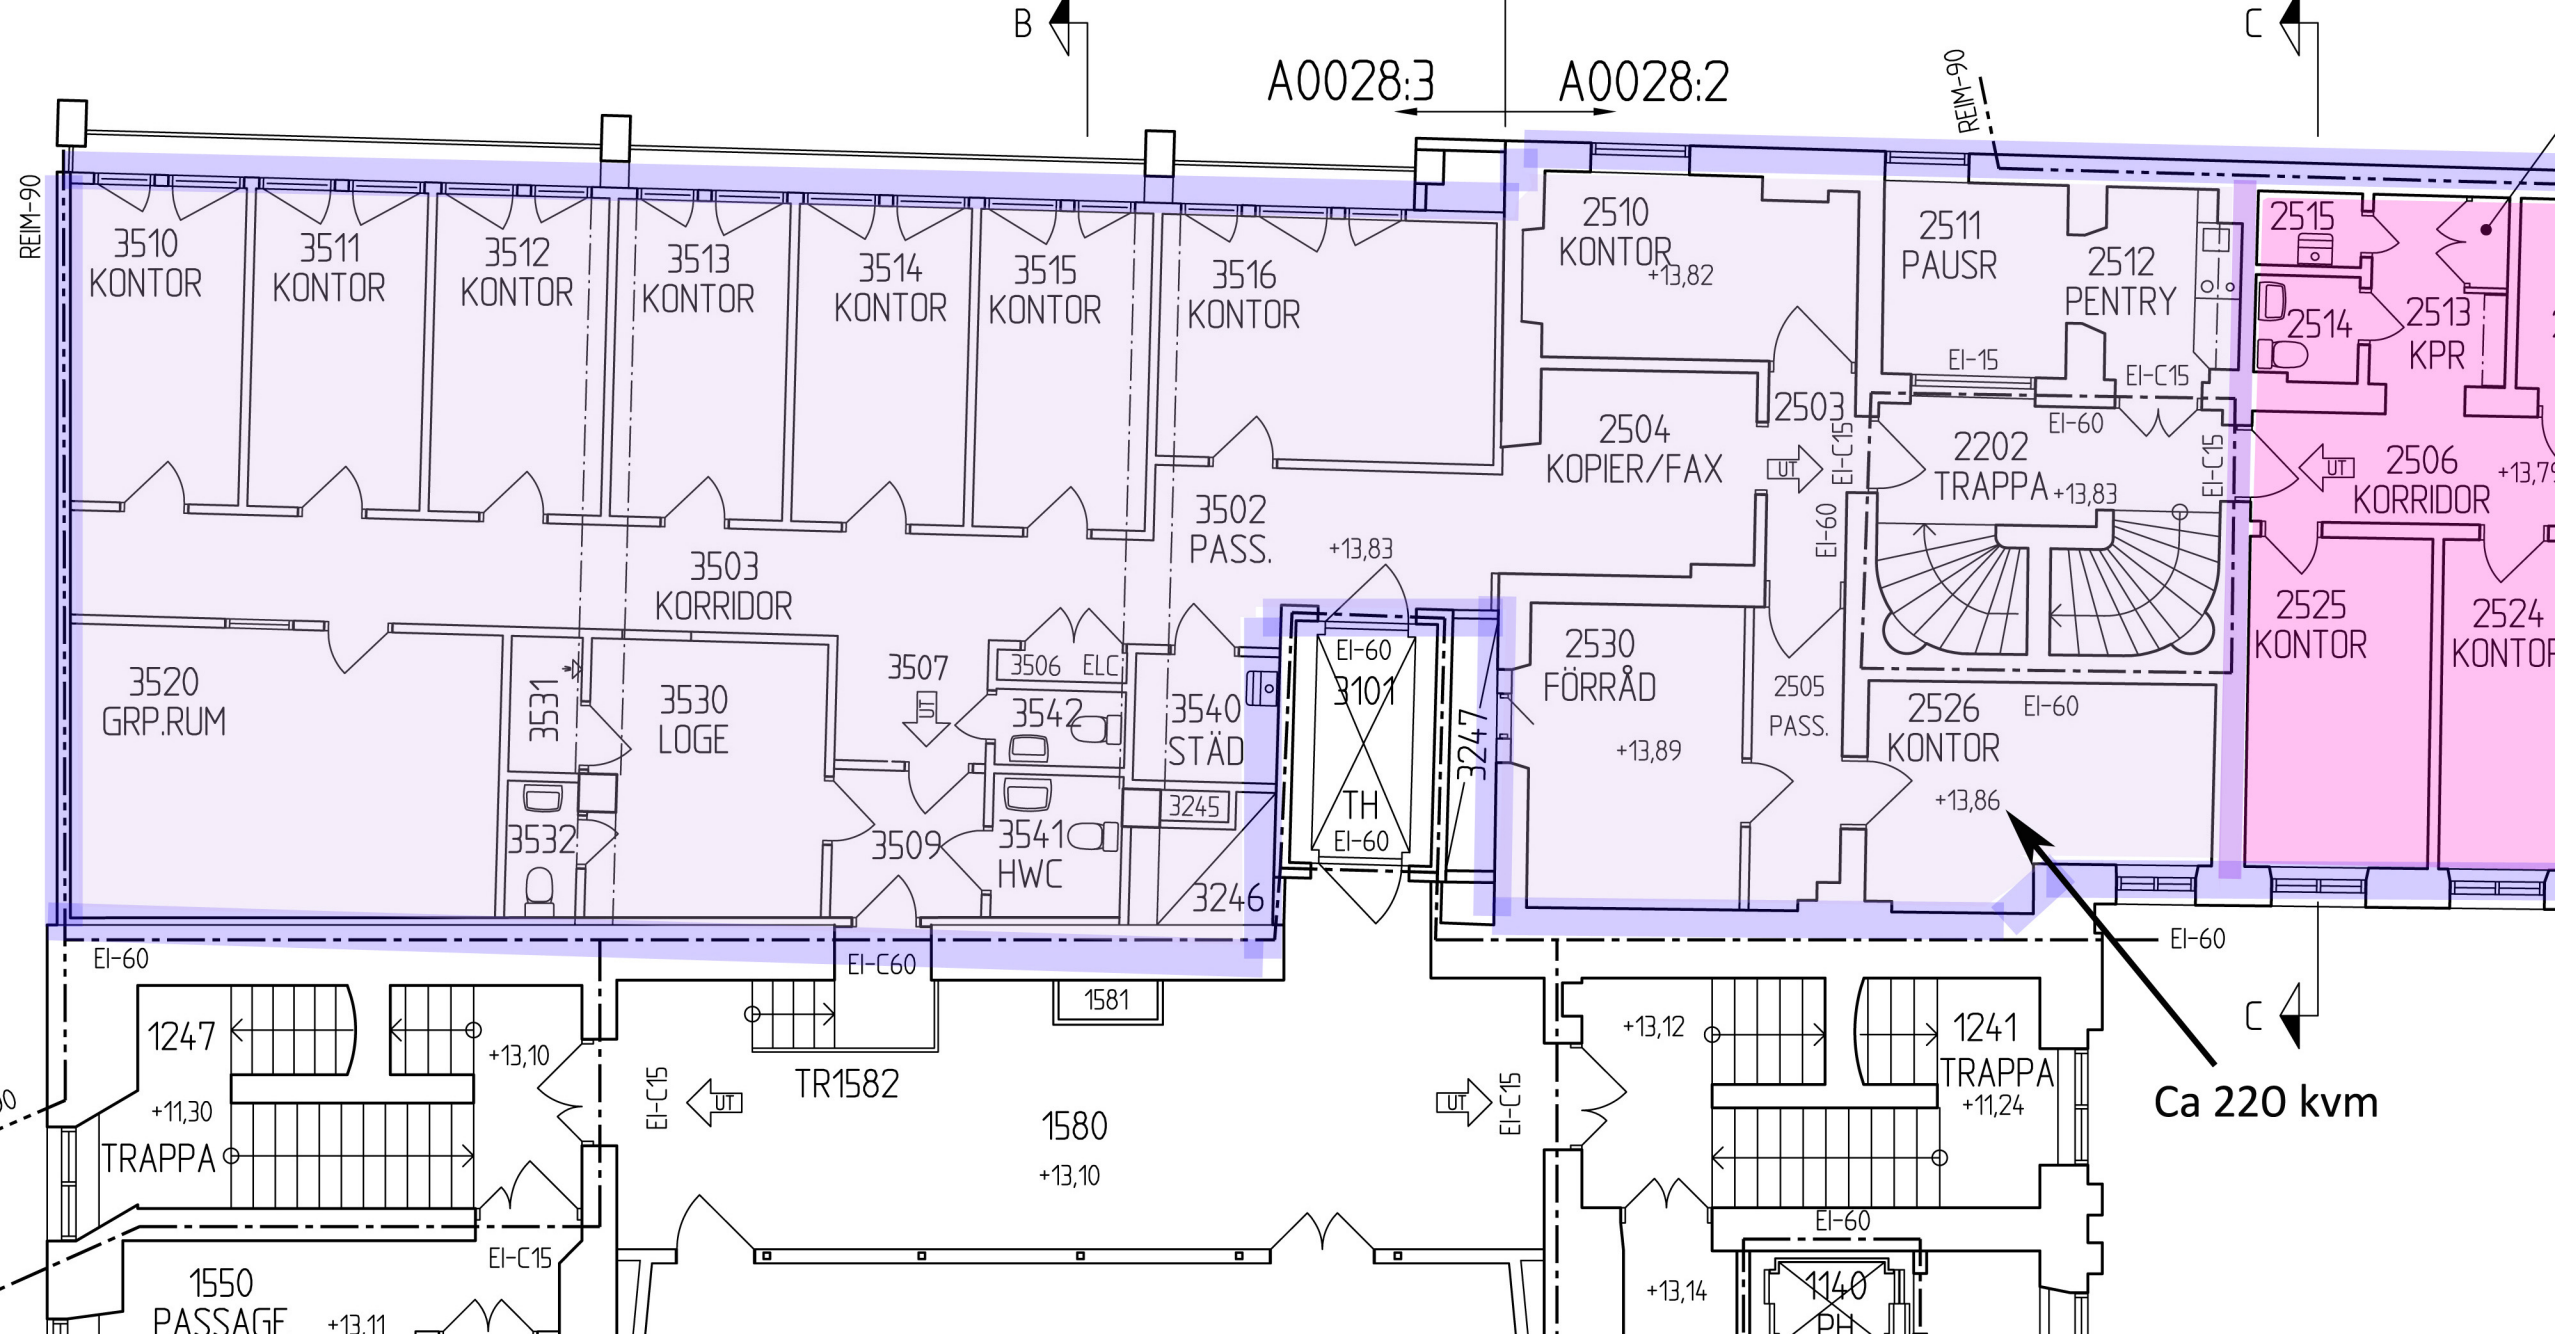 B
C
A0028:3
A0028:2
REIM-90
REIM-90
3510
KONTOR
3511
KONTOR
3512
KONTOR
3513
KONTOR
3514
KONTOR
3515
KONTOR
3516
KONTOR
2510
KONTOR
+13,82
2511
PAUSR
2512
PENTRY
2515
2514
2513
KPR
EI-15
EI-C15
2503
EI-C15
EI-60
EI-C15
2504
KOPIER/FAX
UT
2202
TRAPPA
+13,83
UT
2506
KORRIDOR
+13,79
3502
PASS.
+13,83
EI-60
3503
KORRIDOR
2525
KONTOR
2524
KONTOR
3520
GRP.RUM
3531
3530
LOGE
3507
UT
3506
ELC
3542
3540
STÄD
EI-60
3101
TH
EI-60
3247
2530
FÖRRÅD
+13,89
2505
PASS.
2526
KONTOR
EI-60
+13,86
3532
3509
3541
HWC
3245
3246
EI-60
EI-C60
EI-60
1581
1247
+13,10
+11,30
TRAPPA
EI-C15
UT
TR1582
1580
+13,10
UT
EI-C15
+13,12
1241
TRAPPA
+11,24
C
Ca 220 kvm
EI-C15
1550
PASSAGE
+13,11
EI-60
+13,14
1140
PH